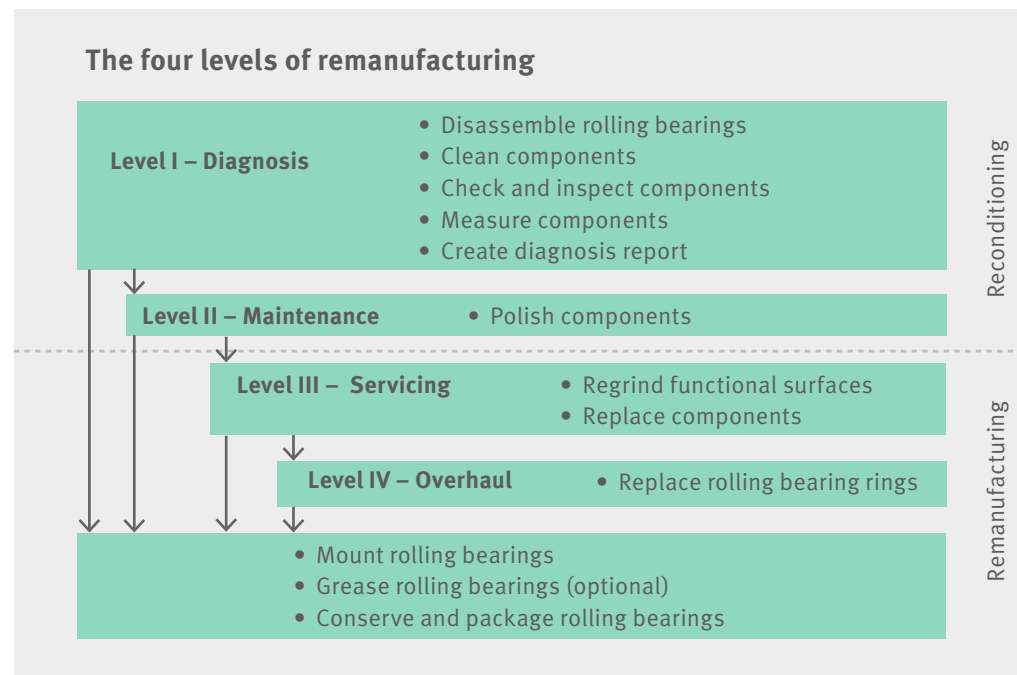 The four levels of remanufacturing
Level I – Diagnosis
• Disassemble rolling bearings
• Clean components
• Check and inspect components
• Measure components
• Create diagnosis report
Reconditioning
Level II – Maintenance
• Polish components
Level III – Servicing
• Regrind functional surfaces
• Replace components
Remanufacturing
Level IV – Overhaul
• Replace rolling bearing rings
• Mount rolling bearings
• Grease rolling bearings (optional)
• Conserve and package rolling bearings